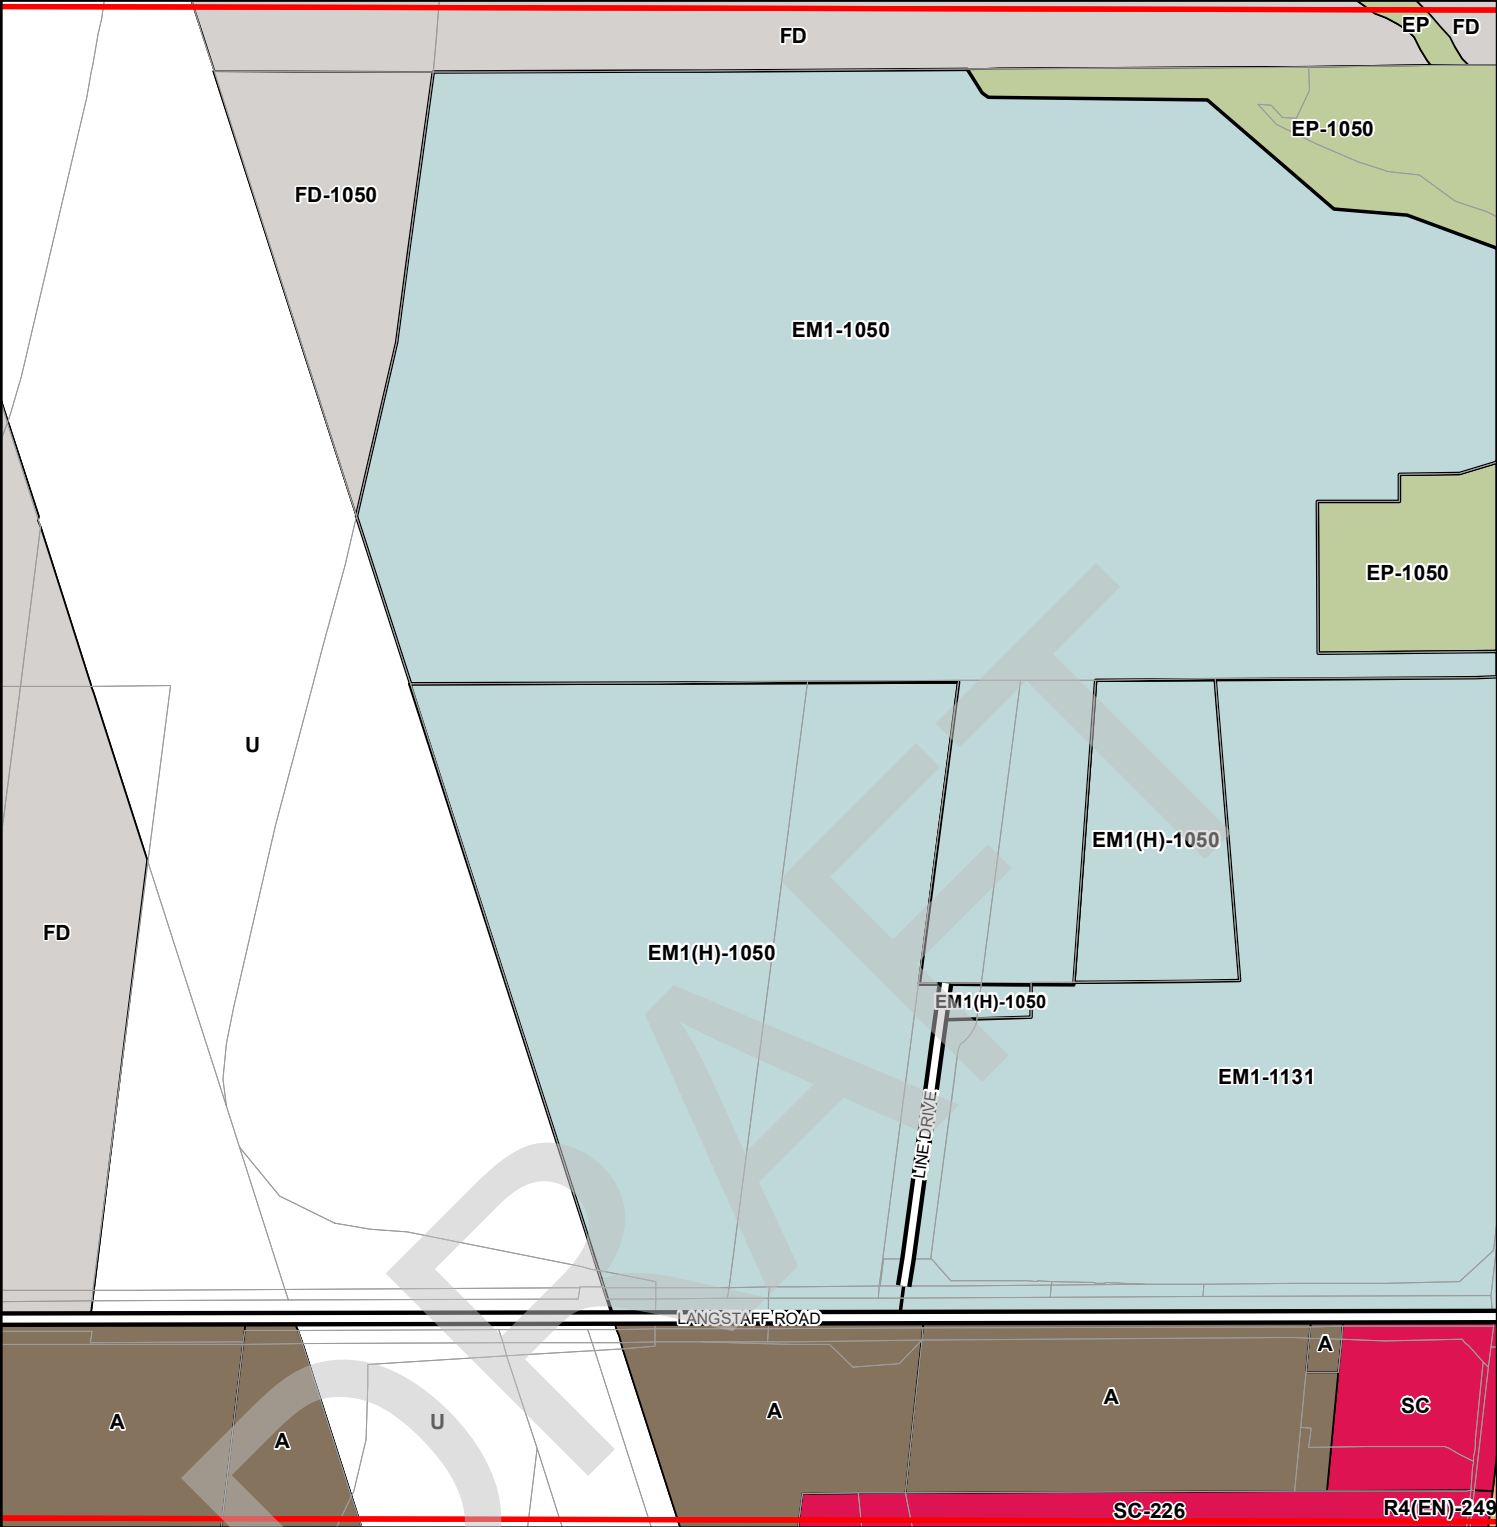 FD
EP
FD
EP-1050
FD-1050
EM1-1050
EP-1050
U
EM1(H)-1050
FD
EM1(H)-1050
EM1(H)-1050
EM1-1131
LINE DRIVE
LANGSTAFF ROAD
A
A
SC
A
A
U
A
SC-226
R4(EN)-249
DRAFT